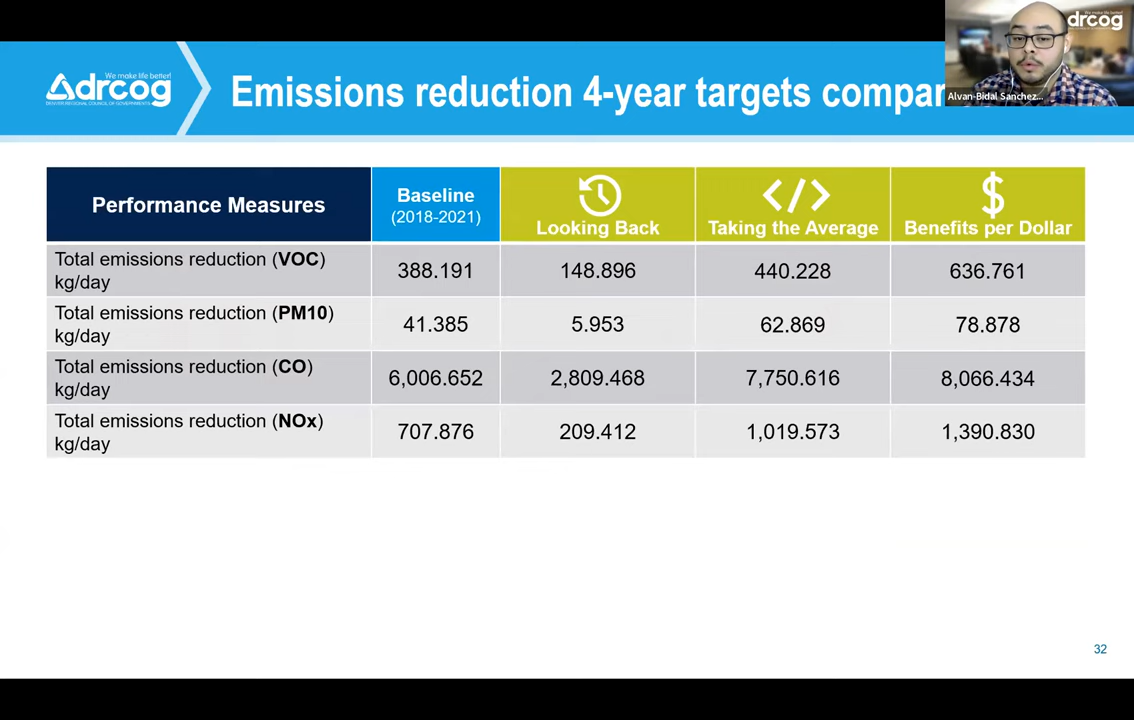 We make life better!
drcog
DENVER REGIONAL COUNCIL OF GOVERNMENTS
Emissions reduction 4-year targets compar
We make life better!
drcog
Alvan-Bidal Sanchez...
Performance Measures
Baseline
(2018-2021)
Looking Back
</>
Taking the Average
$
Benefits per Dollar
Total emissions reduction (VOC)
kg/day
388.191
148.896
440.228
636.761
Total emissions reduction (PM10)
kg/day
41.385
5.953
62.869
78.878
Total emissions reduction (CO)
kg/day
6,006.652
2,809.468
7,750.616
8,066.434
Total emissions reduction (NOx)
kg/day
707.876
209.412
1,019.573
1,390.830
32